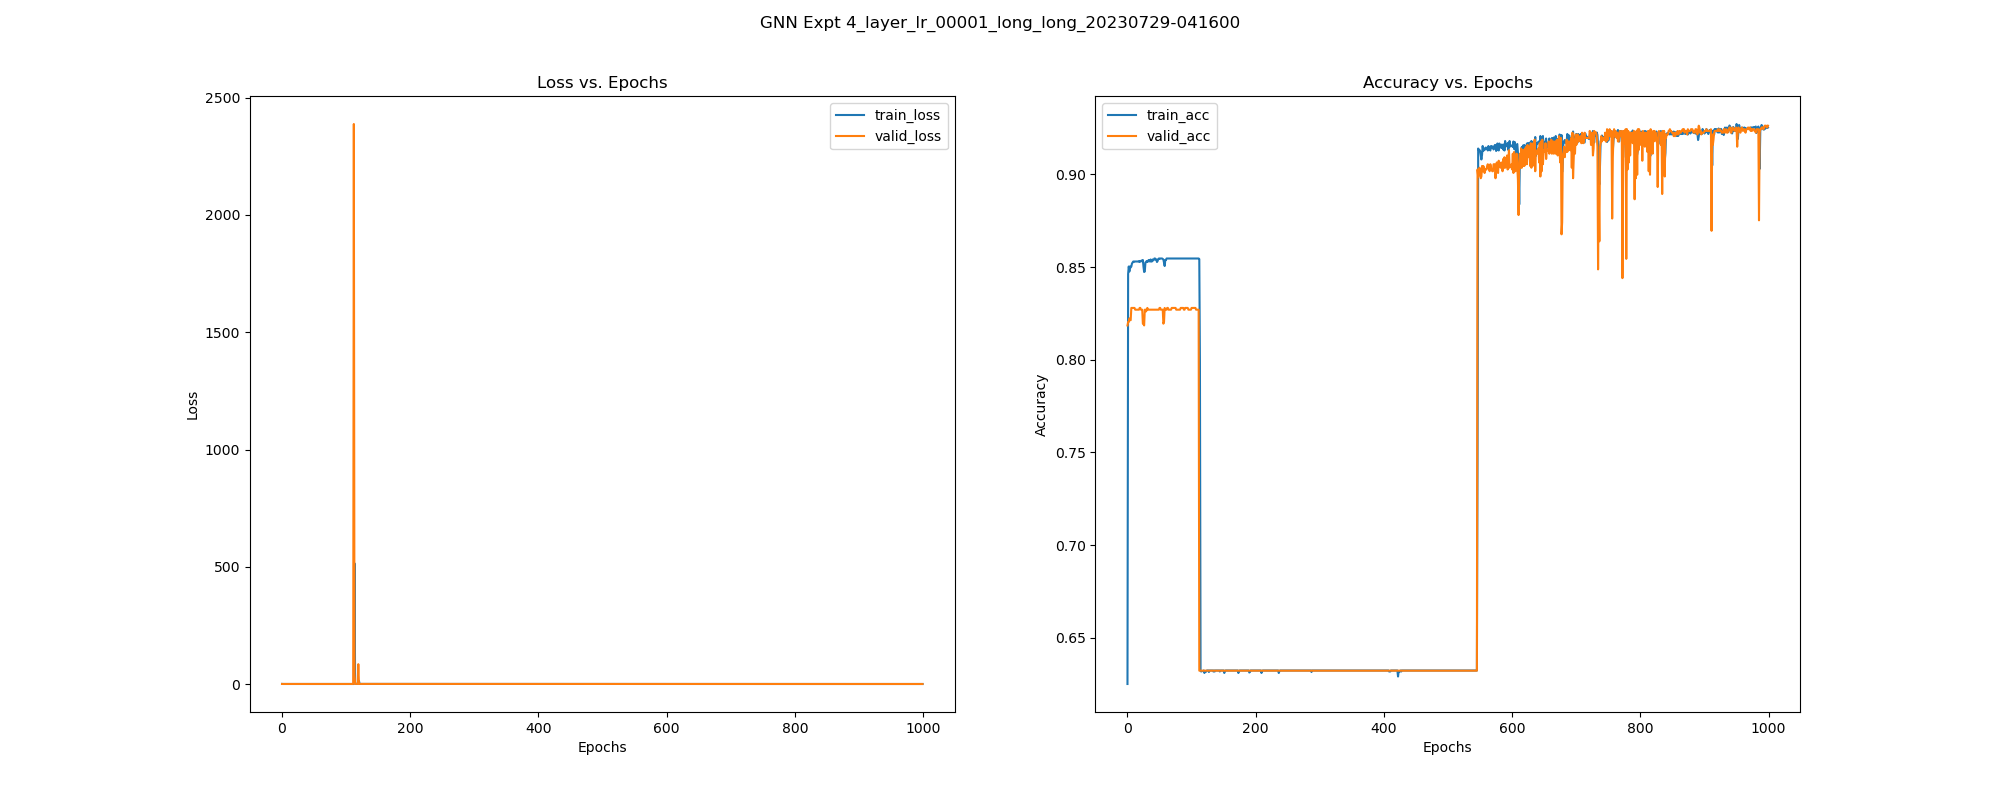 GNN Expt 4_layer_lr_00001_long_long_20230729-041600
Loss vs. Epochs
2500
2000
1500
1000
500
0
Loss
train_loss
valid_loss
0 200 400 600 800 1000
Epochs
Accuracy vs. Epochs
0.90
0.85
0.80
0.75
0.70
0.65
Accuracy
train_acc
valid_acc
0 200 400 600 800 1000
Epochs